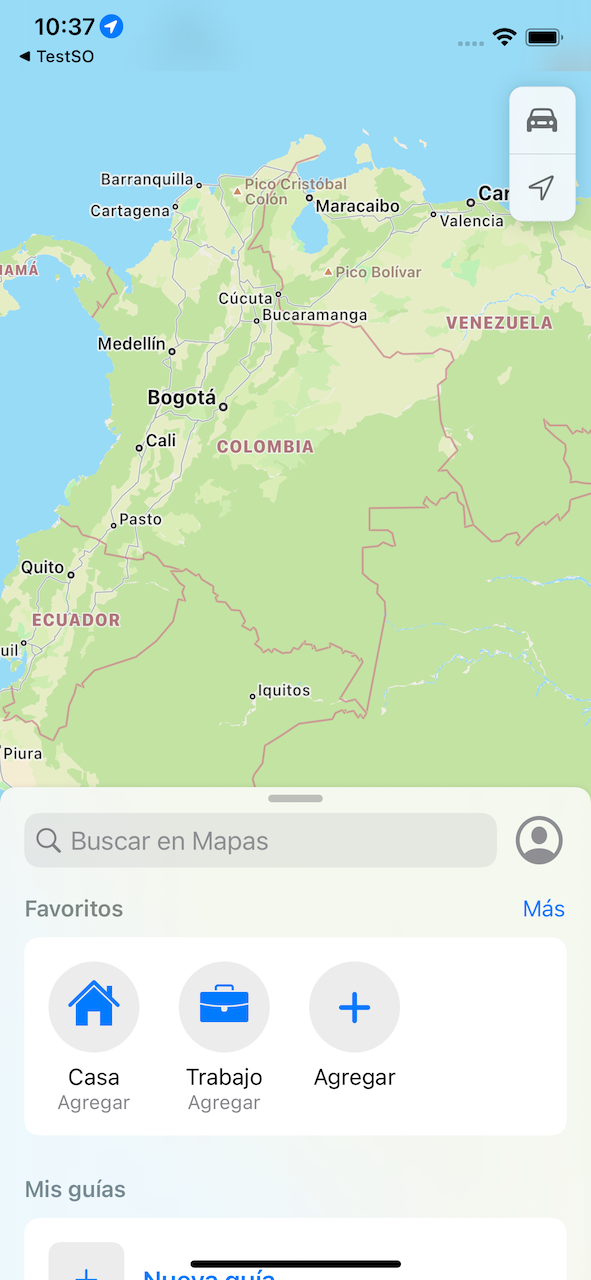 10:37
◀ TestSO
Barranquilla
Pico Cristóbal
Colón
Cartagena
Maracaibo
Car
Valencia
NAMÁ
Pico Bolívar
Cúcuta
Bucaramanga
VENEZUELA
Medellín
Bogotá
Cali
COLOMBIA
Pasto
Quito
ECUADOR
uil
Iquitos
Piura
Buscar en Mapas
Favoritos
Más
Casa
Trabajo
Agregar
Agregar
Agregar
Mis guías
Nueva guía